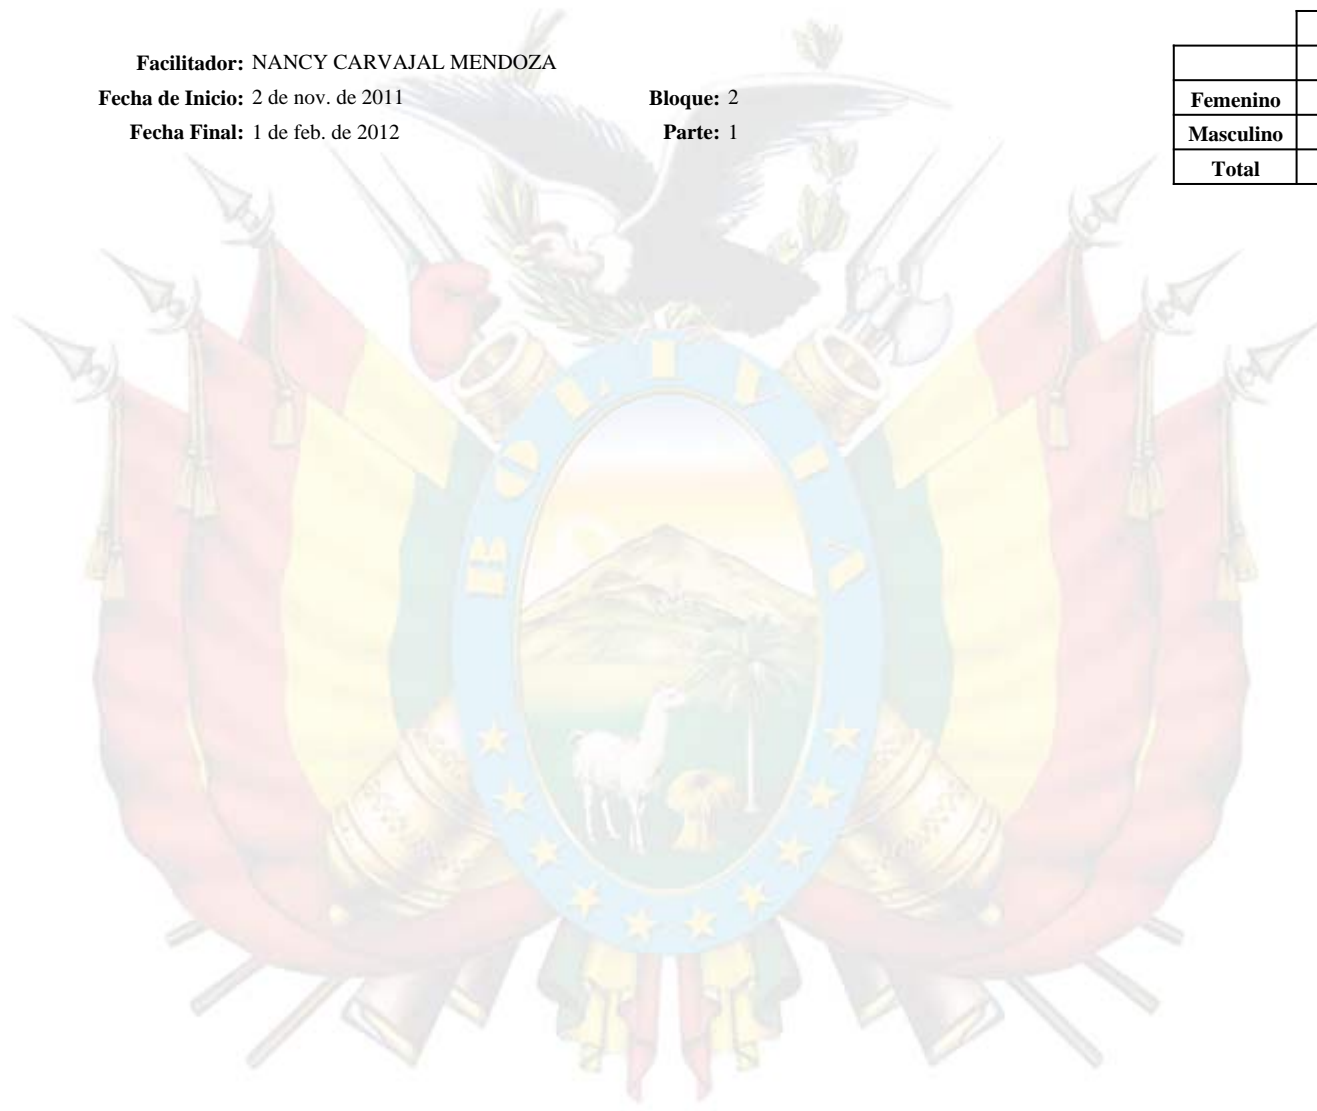 Facilitador: NANCY CARVAJAL MENDOZA
Fecha de Inicio: 2 de nov. de 2011 Bloque: 2
Fecha Final: 1 de feb. de 2012 Parte: 1
Femenino
Masculino
Total
BOLIVIA